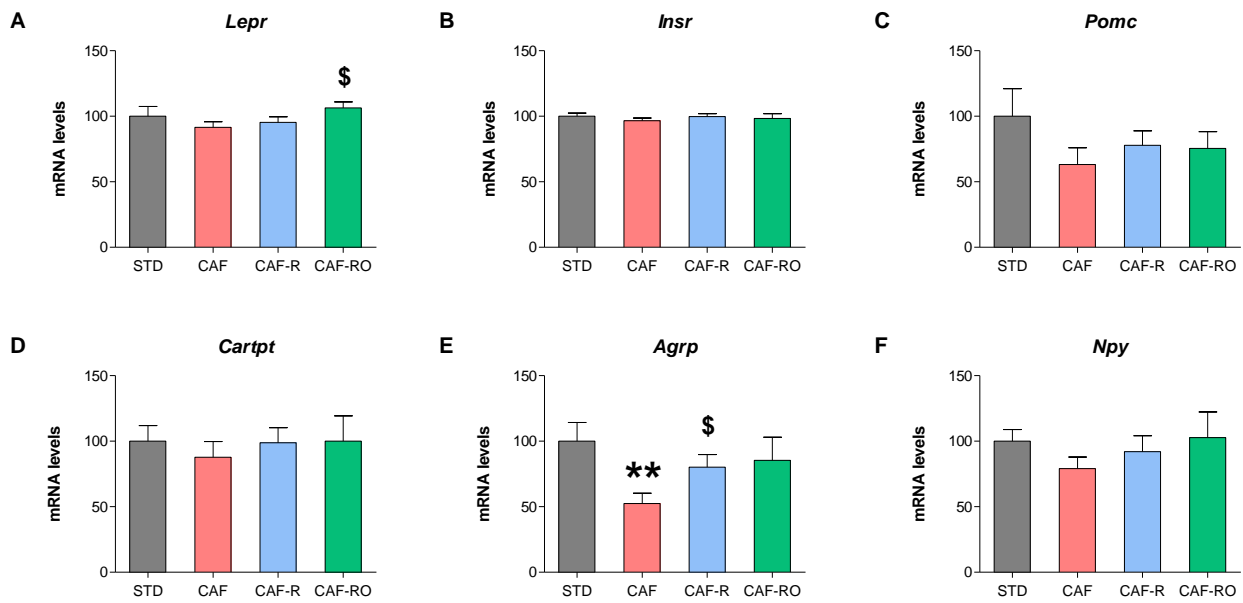 A
Lepr
mRNA levels
150
100
50
0
$
STD CAF CAF-R CAF-RO
B
Insr
mRNA levels
150
100
50
0
STD CAF CAF-R CAF-RO
C
Pomc
mRNA levels
150
100
50
0
STD CAF CAF-R CAF-RO
D
Cartpt
mRNA levels
150
100
50
0
STD CAF CAF-R CAF-RO
E
Agrp
mRNA levels
150
100
50
0
**
$
STD CAF CAF-R CAF-RO
F
Npy
mRNA levels
150
100
50
0
STD CAF CAF-R CAF-RO